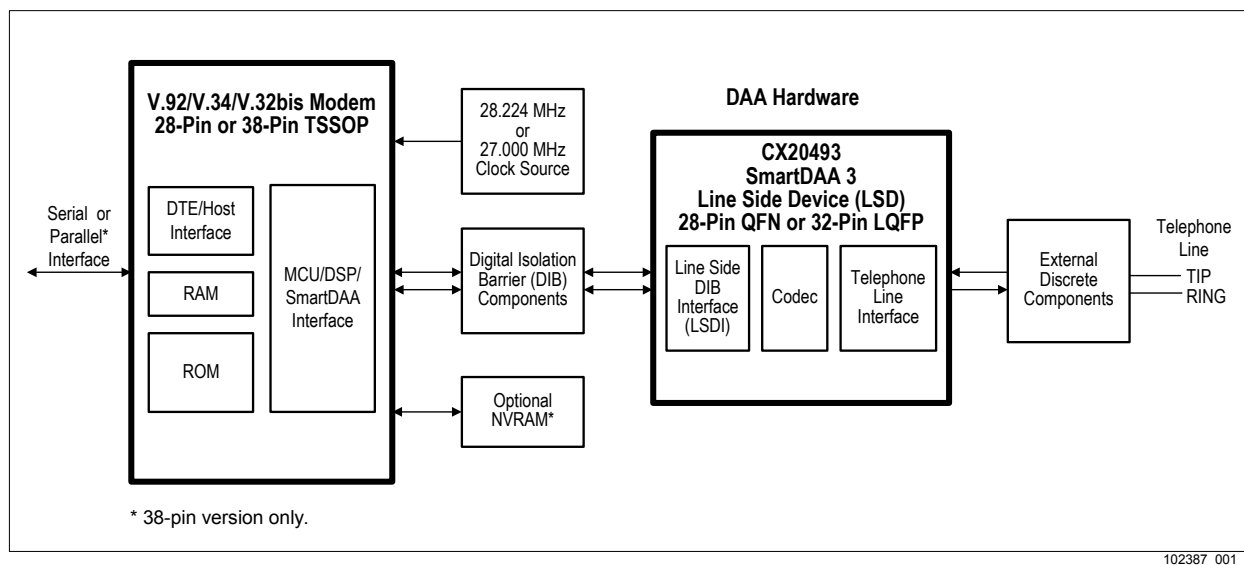 V.92/V.34/V.32bis Modem
28-Pin or 38-Pin TSSOP
Serial or
Parallel*
Interface
DTE/Host
Interface
RAM
ROM
MCU/DSP/
SmartDAA
Interface
28.224 MHz
or
27.000 MHz
Clock Source
Digital Isolation
Barrier (DIB)
Components
Optional
NVRAM*
DAA Hardware
CX20493
SmartDAA 3
Line Side Device (LSD)
28-Pin QFN or 32-Pin LQFP
Line Side
DIB
Interface
(LSDI)
Codec
Telephone
Line
Interface
External
Discrete
Components
Telephone
Line
TIP
RING
* 38-pin version only.
102387_001